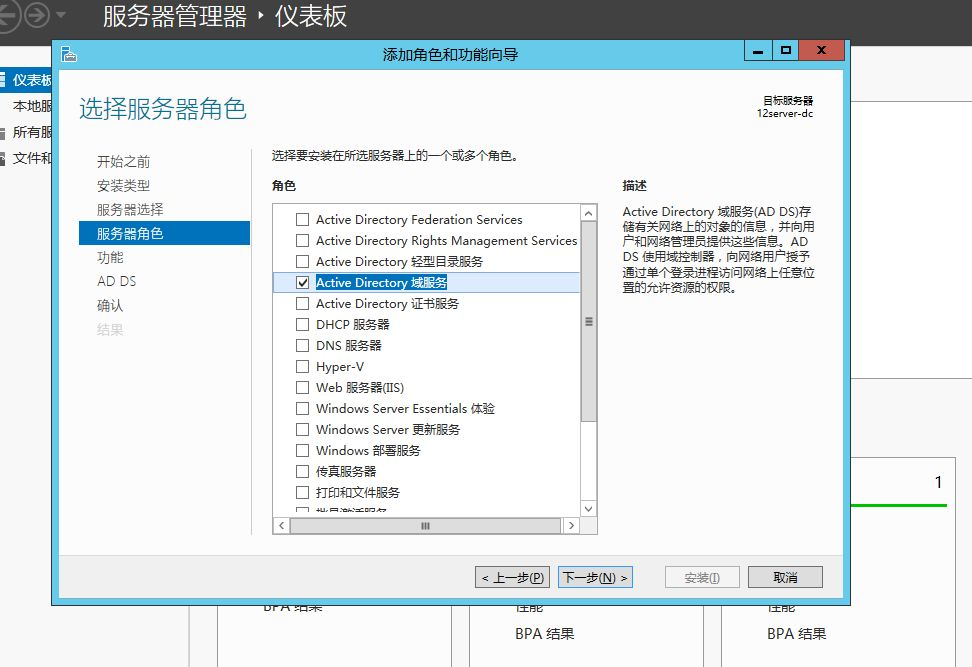 服务器管理器 ‣ 仪表板
添加角色和功能向导
仪表板
本地服
所有服
文件和
选择服务器角色
目标服务器
12server-dc
开始之前
安装类型
服务器选择
服务器角色
功能
AD DS
确认
结果
选择要安装在所选服务器上的一个或多个角色。
角色
Active Directory Federation Services
Active Directory Rights Management Services
Active Directory 轻型目录服务
Active Directory 域服务
Active Directory 证书服务
DHCP 服务器
DNS 服务器
Hyper-V
Web 服务器(IIS)
Windows Server Essentials 体验
Windows Server 更新服务
Windows 部署服务
传真服务器
打印和文件服务
批量激活服务
描述
Active Directory 域服务(AD DS)存
储有关网络上的对象的信息，并向用
户和网络管理员提供这些信息。AD
DS 使用域控制器，向网络用户授予
通过单个登录进程访问网络上任意位
置的允许资源的权限。
< 上一步(P)
下一步(N) >
安装(I)
取消
1
BPA 结果
性能
BPA 结果
性能
BPA 结果